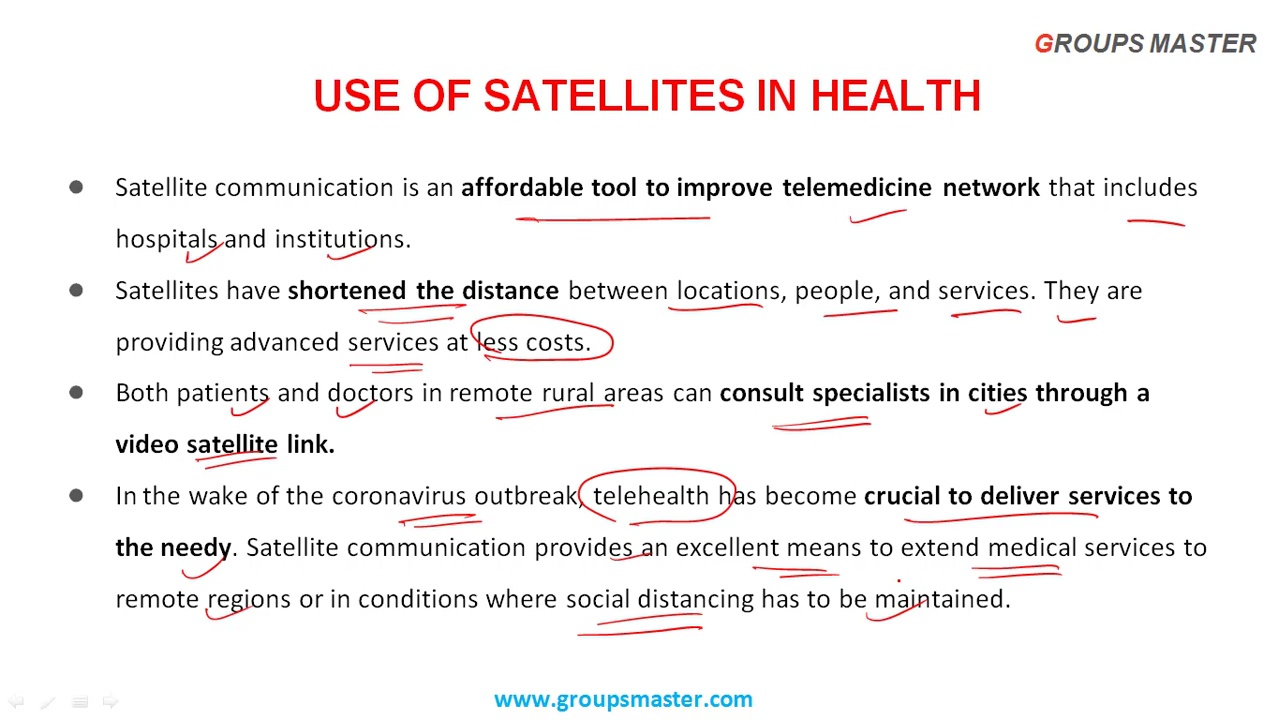 GROUPS MASTER
USE OF SATELLITES IN HEALTH
● Satellite communication is an affordable tool to improve telemedicine network that includes
hospitals and institutions.
● Satellites have shortened the distance between locations, people, and services. They are
providing advanced services at less costs.
● Both patients and doctors in remote rural areas can consult specialists in cities through a
video satellite link.
● In the wake of the coronavirus outbreak, telehealth has become crucial to deliver services to
the needy. Satellite communication provides an excellent means to extend medical services to
remote regions or in conditions where social distancing has to be maintained.
www.groupsmaster.com